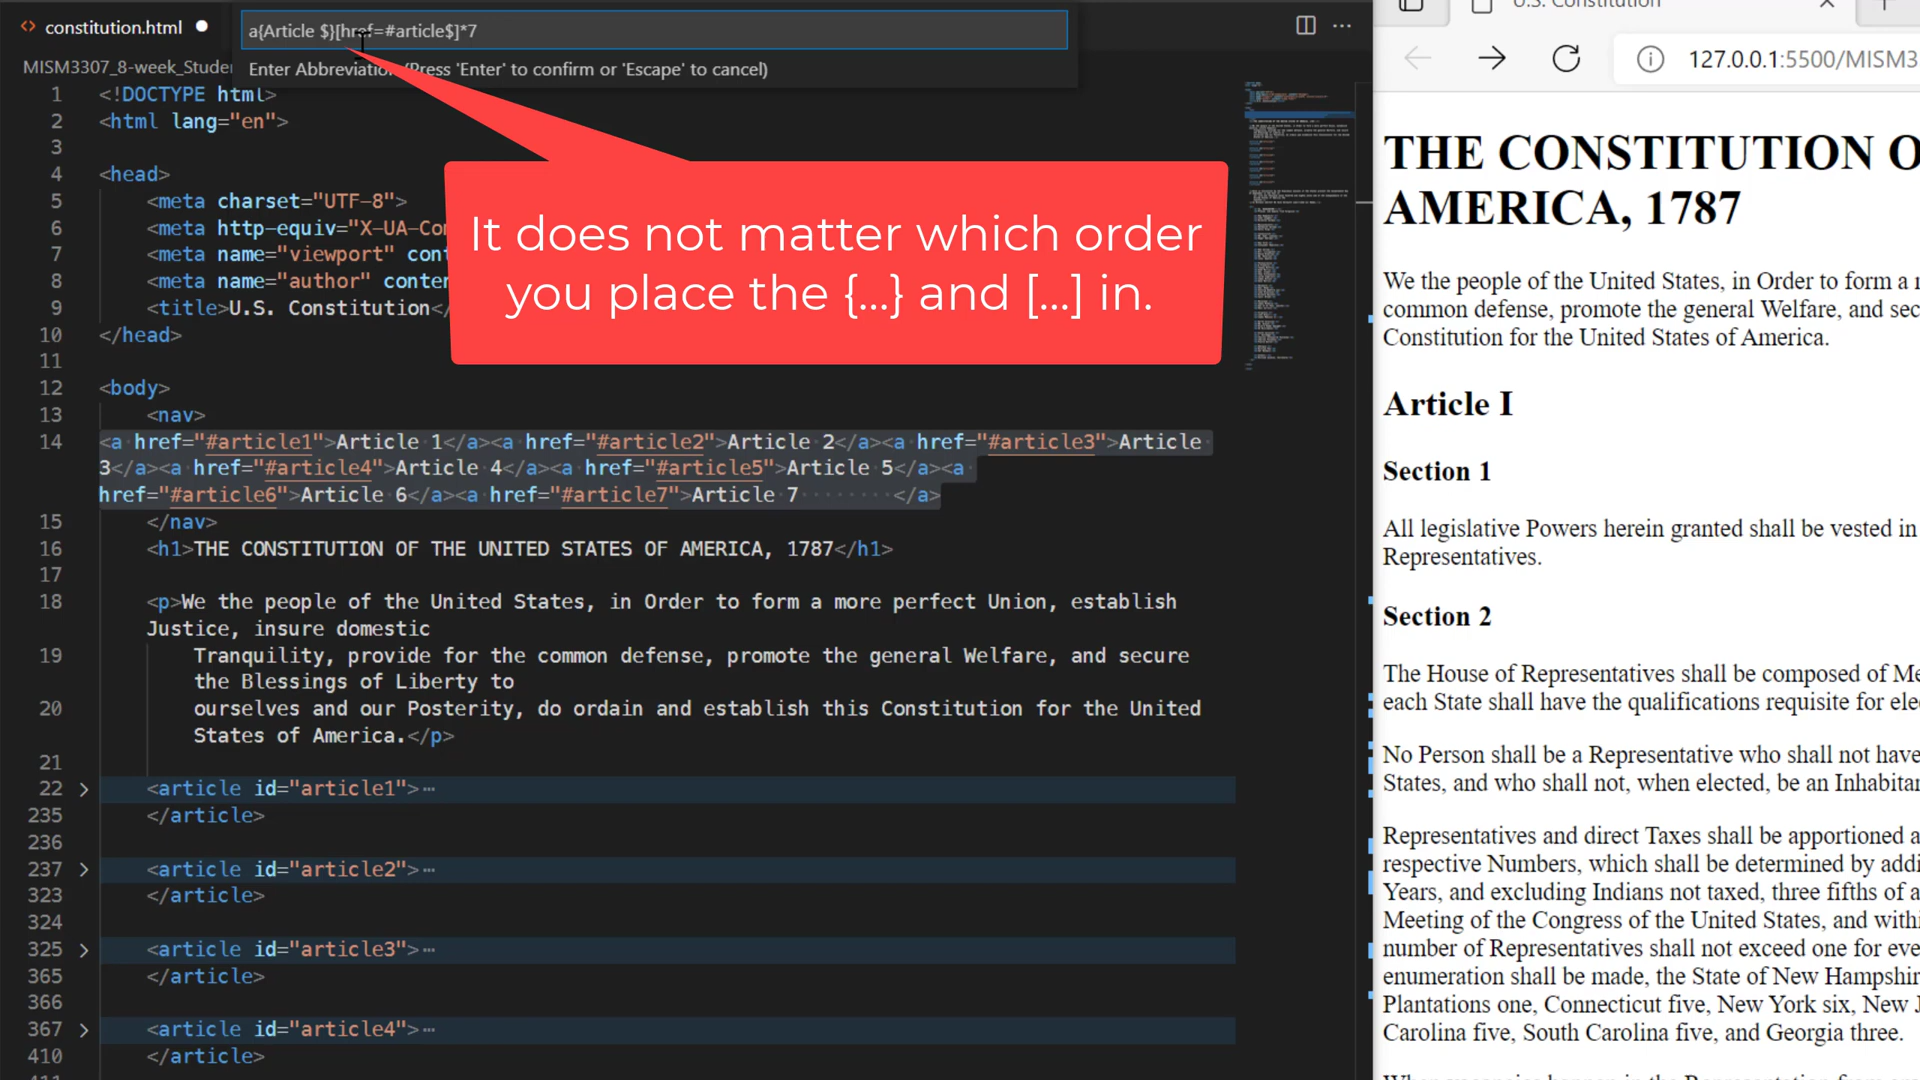 constitution.html
a{Article $}[href=#article$]*7
MISM3307_8-week_Studen
Enter Abbreviation (Press 'Enter' to confirm or 'Escape' to cancel)
1 <!DOCTYPE html>
2 <html lang="en">
3
4 <head>
5 <meta charset="UTF-8">
6 <meta http-equiv="X-UA-Com
7 <meta name="viewport" cont
8 <meta name="author" conten
9 <title>U.S. Constitution</
10 </head>
11
12 <body>
13 <nav>
14 <a href="#article1">Article 1</a><a href="#article2">Article 2</a><a href="#article3">Article
3</a><a href="#article4">Article 4</a><a href="#article5">Article 5</a><a
href="#article6">Article 6</a><a href="#article7">Article 7 ········</a>
15 </nav>
16 <h1>THE CONSTITUTION OF THE UNITED STATES OF AMERICA, 1787</h1>
17
18 <p>We the people of the United States, in Order to form a more perfect Union, establish
Justice, insure domestic
19 Tranquility, provide for the common defense, promote the general Welfare, and secure
the Blessings of Liberty to
20 ourselves and our Posterity, do ordain and establish this Constitution for the United
States of America.</p>
21
22 <article id="article1">…
235 </article>
236
237 <article id="article2">…
323 </article>
324
325 <article id="article3">…
365 </article>
366
367 <article id="article4">…
410 </article>
It does not matter which order
you place the {...} and [...] in.
U.S. Constitution
127.0.0.1:5500/MISM3
THE CONSTITUTION O
AMERICA, 1787
We the people of the United States, in Order to form a
common defense, promote the general Welfare, and sec
Constitution for the United States of America.
Article I
Section 1
All legislative Powers herein granted shall be vested in
Representatives.
Section 2
The House of Representatives shall be composed of Me
each State shall have the qualifications requisite for ele
No Person shall be a Representative who shall not have
States, and who shall not, when elected, be an Inhabitan
Representatives and direct Taxes shall be apportioned a
respective Numbers, which shall be determined by addi
Years, and excluding Indians not taxed, three fifths of a
Meeting of the Congress of the United States, and withi
number of Representatives shall not exceed one for eve
enumeration shall be made, the State of New Hampshir
Plantations one, Connecticut five, New York six, New J
Carolina five, South Carolina five, and Georgia three.